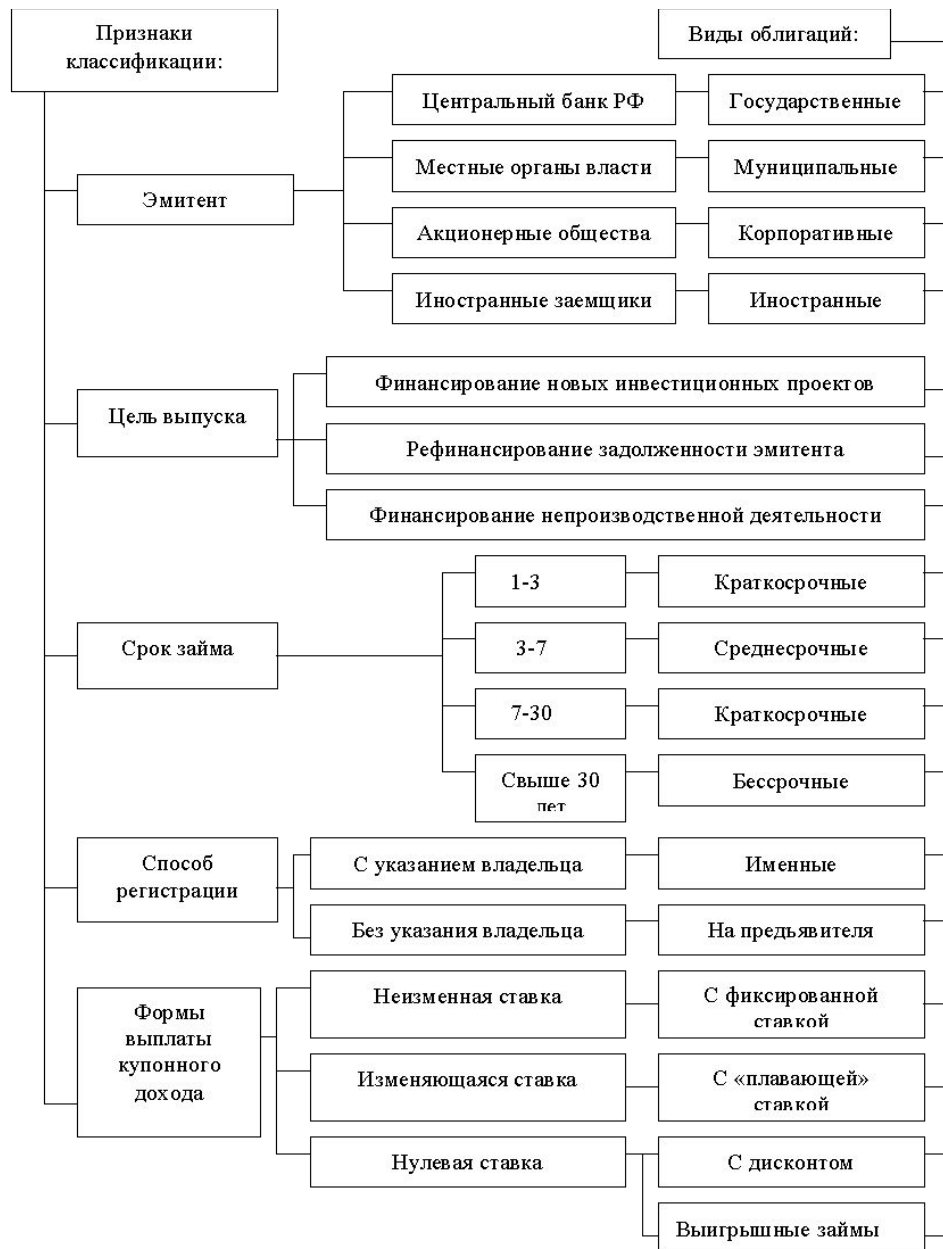 Признаки
классификации:
Виды облигаций:
Эмитент
Центральный банк РФ
Государственные
Местные органы власти
Муниципальные
Акционерные общества
Корпоративные
Иностранные заемщики
Иностранные
Цель выпуска
Финансирование новых инвестиционных проектов
Рефинансирование задолженности эмитента
Финансирование непроизводственной деятельности
Срок займа
1-3
Краткосрочные
3-7
Среднесрочные
7-30
Краткосрочные
Свыше 30
лет
Бессрочные
Способ
регистрации
С указанием владельца
Именные
Без указания владельца
На предьявителя
Формы
выплаты
купонного
дохода
Неизменная ставка
С фиксированной
ставкой
Изменяющаяся ставка
С «плавающей»
ставкой
Нулевая ставка
С дисконтом
Выигрышные займы